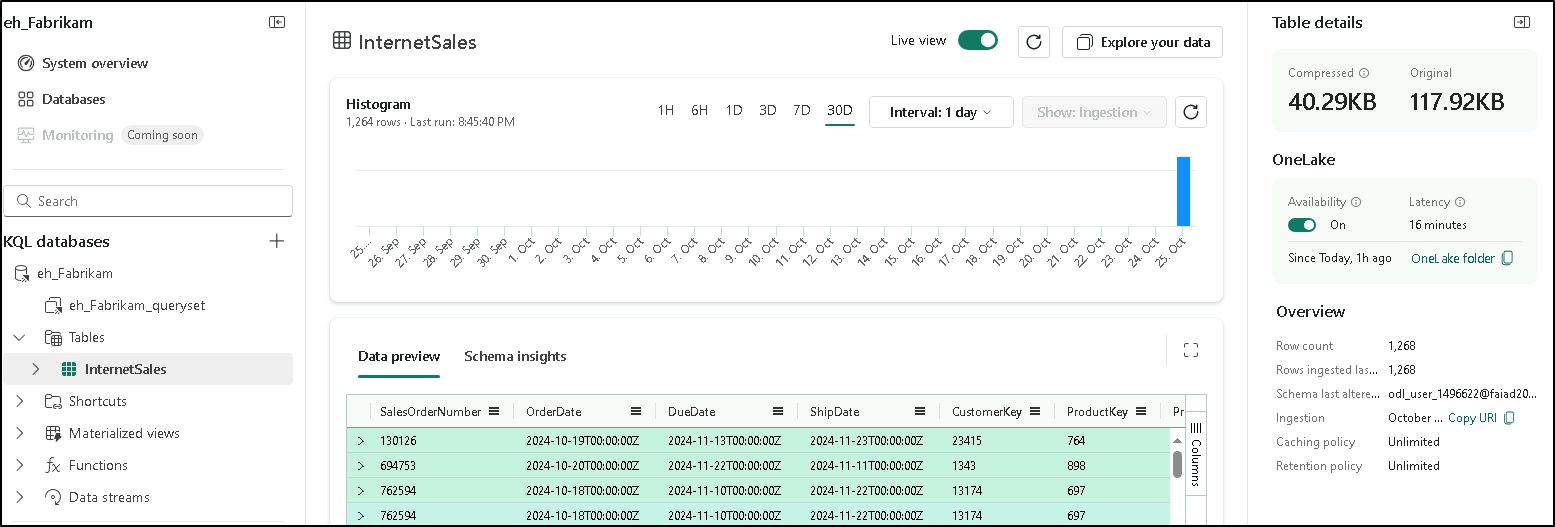 eh_Fabrikam
System overview
Databases
Monitoring Coming soon
Search
KQL databases
eh_Fabrikam
eh_Fabrikam_queryset
Tables
InternetSales
Shortcuts
Materialized views
Functions
Data streams
InternetSales
Live view
Explore your data
Histogram
1,264 rows · Last run: 8:45:40 PM
1H 6H 1D 3D 7D 30D
Interval: 1 day
Show: Ingestion
25.... 26. Sep 27. Sep 28. Sep 29. Sep 30. Sep 1. Oct 2. Oct 3. Oct 4. Oct 5. Oct 6. Oct 7. Oct 8. Oct 9. Oct 10. Oct 11. Oct 12. Oct 13. Oct 14. Oct 15. Oct 16. Oct 17. Oct 18. Oct 19. Oct 20. Oct 21. Oct 22. Oct 23. Oct 24. Oct 25. Oct
Data preview Schema insights
SalesOrderNumber OrderDate DueDate ShipDate CustomerKey ProductKey Pr
130126 2024-10-19T00:00:00Z 2024-11-13T00:00:00Z 2024-11-23T00:00:00Z 23415 764
694753 2024-10-20T00:00:00Z 2024-11-22T00:00:00Z 2024-11-11T00:00:00Z 1343 898
762594 2024-10-18T00:00:00Z 2024-11-10T00:00:00Z 2024-11-22T00:00:00Z 13174 697
762594 2024-10-18T00:00:00Z 2024-11-10T00:00:00Z 2024-11-22T00:00:00Z 13174 697
Columns
Table details
Compressed Original
40.29KB 117.92KB
OneLake
Availability Latency
On 16 minutes
Since Today, 1h ago OneLake folder
Overview
Row count 1,268
Rows ingested las... 1,268
Schema last altere... odl_user_1496622@faiad20...
Ingestion October ... Copy URI
Caching policy Unlimited
Retention policy Unlimited